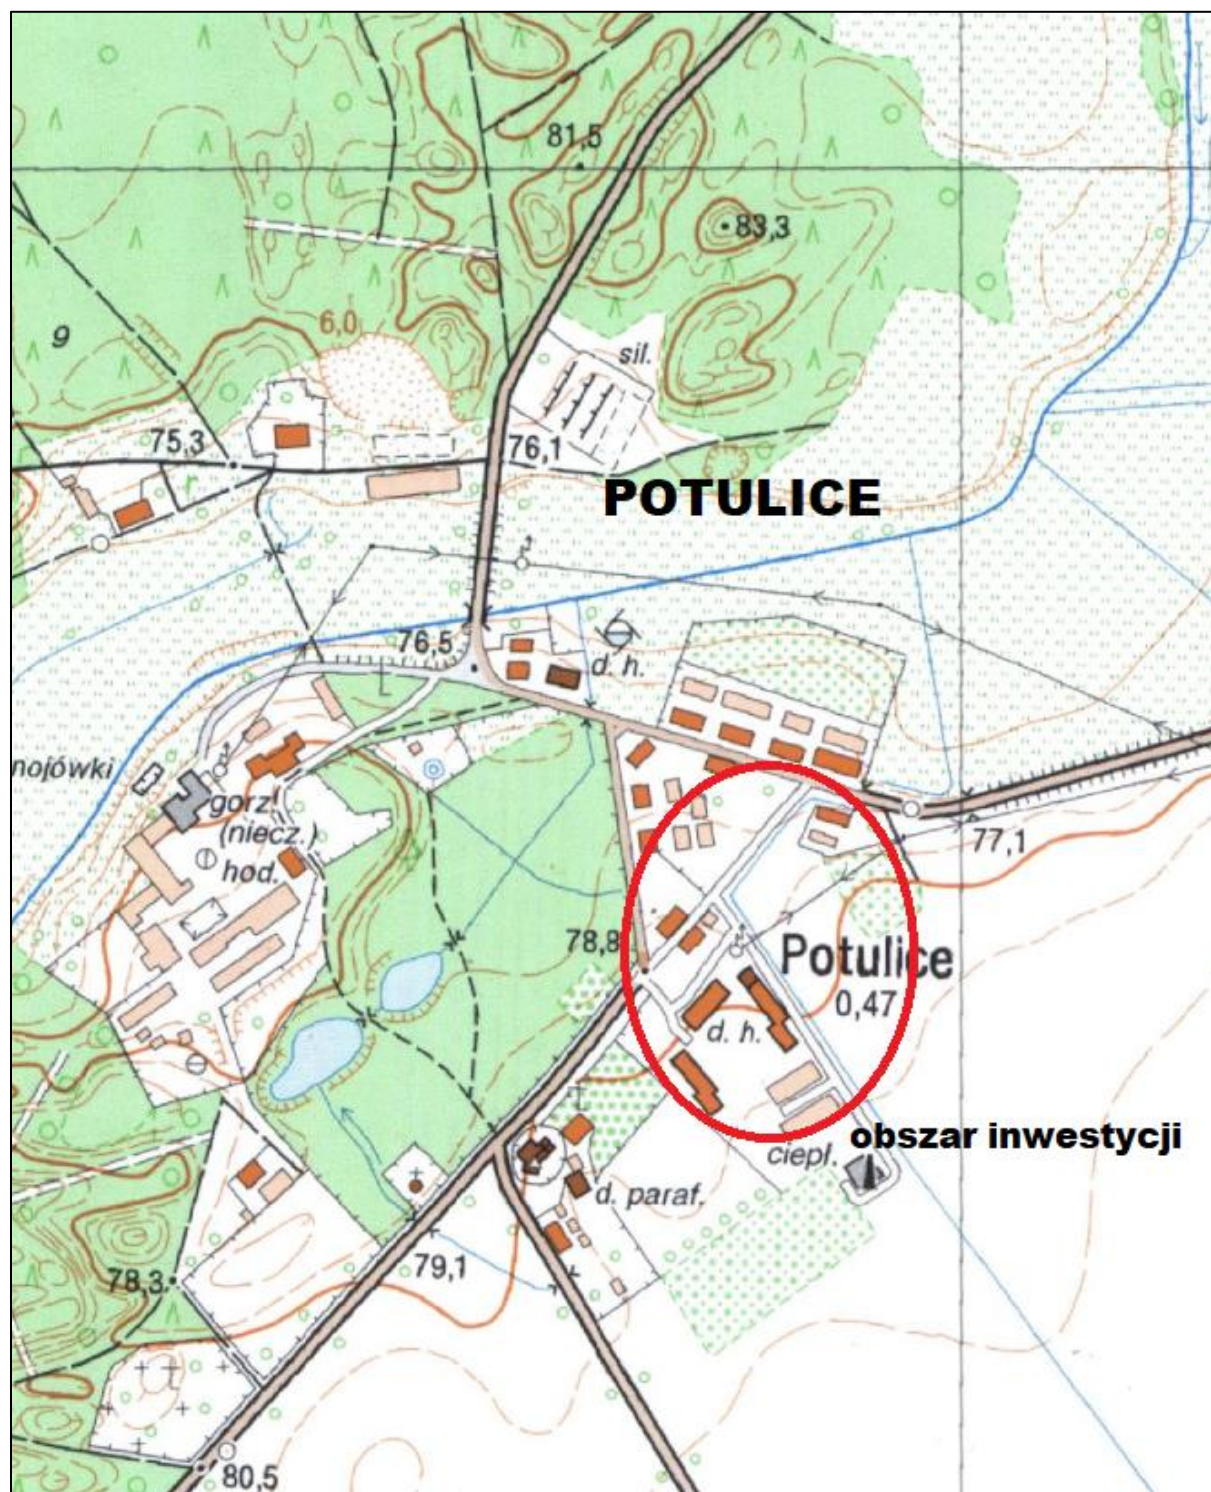 81,5
83,3
6,0
9
sil.
75,3
76,1
r
POTULICE
76,5
d. h.
nojówki
gorz.
(niecz.)
hod.
77,1
78,8
Potulice
0,47
d. h.
obszar inwestycji
ciepł.
d. paraf.
79,1
78,3
80,5